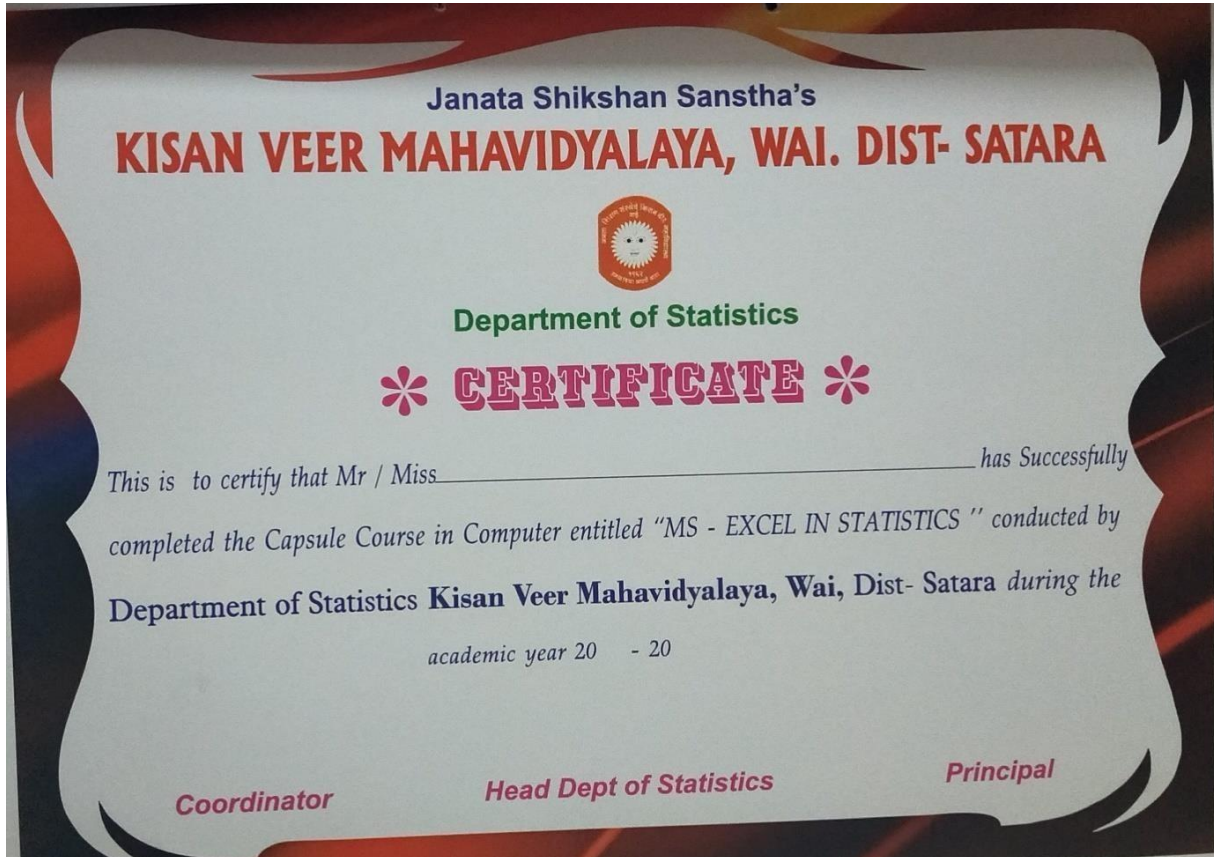 Janata Shikshan Sanstha's
KISAN VEER MAHAVIDYALAYA, WAI. DIST- SATARA
१९६२
Department of Statistics
* CERTIFICATE *
This is to certify that Mr / Miss has Successfully
completed the Capsule Course in Computer entitled "MS - EXCEL IN STATISTICS '' conducted by
Department of Statistics Kisan Veer Mahavidyalaya, Wai, Dist- Satara during the
academic year 20 - 20
Coordinator Head Dept of Statistics Principal